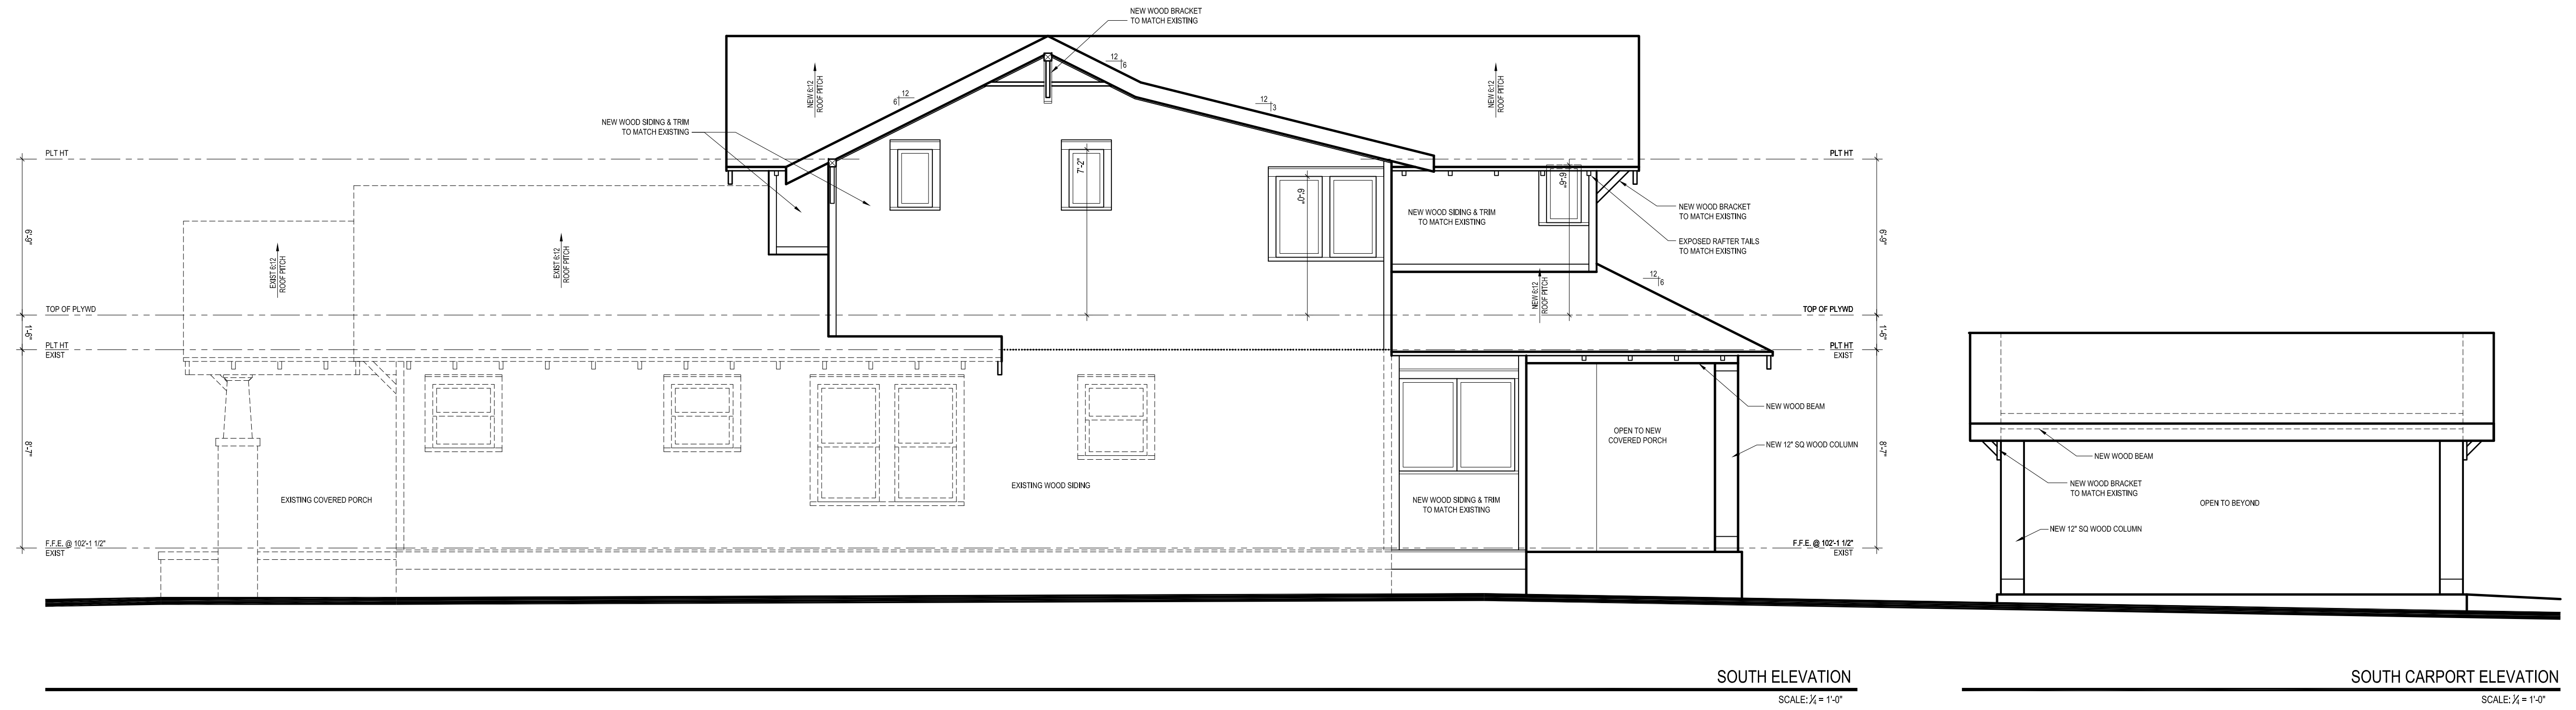 NEW WOOD BRACKET
TO MATCH EXISTING
12
6
12
6
12
3
NEW 6:12
ROOF PITCH
NEW 6:12
ROOF PITCH
NEW WOOD SIDING & TRIM
TO MATCH EXISTING
PLT HT
PLT HT
7'-2"
6'-0"
6'-6"
NEW WOOD SIDING & TRIM
TO MATCH EXISTING
NEW WOOD BRACKET
TO MATCH EXISTING
EXPOSED RAFTER TAILS
TO MATCH EXISTING
6'-9"
6'-9"
EXIST 6:12
ROOF PITCH
EXIST 6:12
ROOF PITCH
NEW 6:12
ROOF PITCH
12
6
TOP OF PLYWD
TOP OF PLYWD
1'-6"
1'-6"
PLT HT
EXIST
PLT HT
EXIST
NEW WOOD BEAM
OPEN TO NEW
COVERED PORCH
NEW 12" SQ WOOD COLUMN
8'-7"
8'-7"
EXISTING COVERED PORCH
EXISTING WOOD SIDING
NEW WOOD SIDING & TRIM
TO MATCH EXISTING
F.F.E. @ 102'-1 1/2"
EXIST
F.F.E. @ 102'-1 1/2"
EXIST
NEW WOOD BEAM
NEW WOOD BRACKET
TO MATCH EXISTING
OPEN TO BEYOND
NEW 12" SQ WOOD COLUMN
SOUTH ELEVATION
SCALE: 1/4 = 1'-0"
SOUTH CARPORT ELEVATION
SCALE: 1/4 = 1'-0"